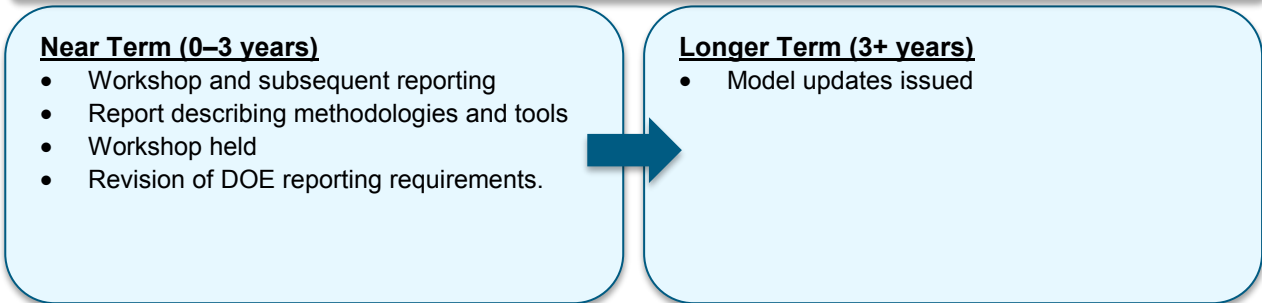 Near Term (0–3 years)
• Workshop and subsequent reporting
• Report describing methodologies and tools
• Workshop held
• Revision of DOE reporting requirements.
Longer Term (3+ years)
• Model updates issued